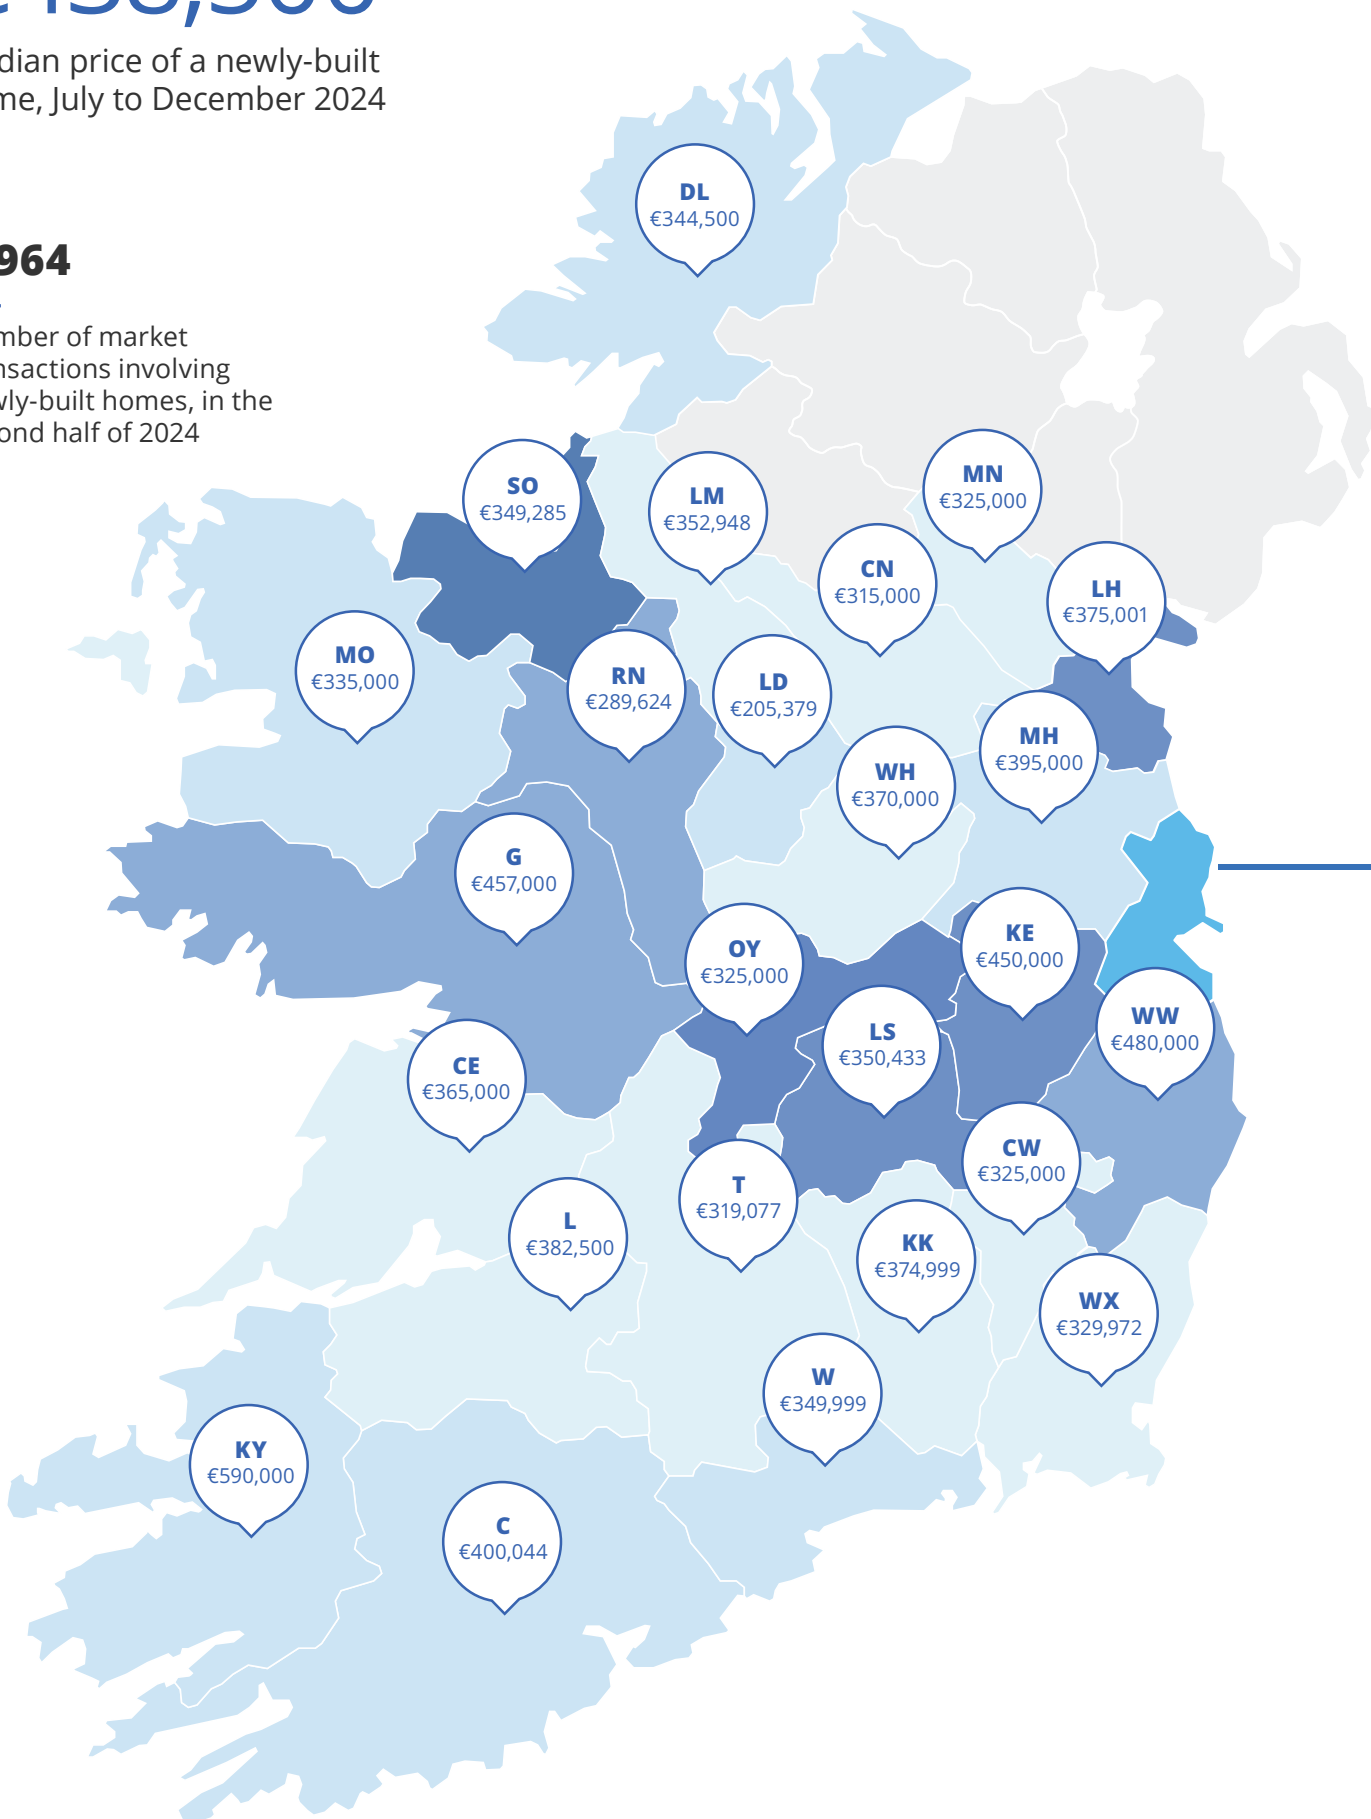 438,500
dian price of a newly-built
me, July to December 2024
964
mber of market
nsactions involving
wly-built homes, in the
ond half of 2024
DL
€344,500
SO
€349,285
LM
€352,948
MN
€325,000
CN
€315,000
LH
€375,001
MO
€335,000
RN
€289,624
LD
€205,379
MH
€395,000
WH
€370,000
G
€457,000
OY
€325,000
KE
€450,000
LS
€350,433
WW
€480,000
CE
€365,000
CW
€325,000
T
€319,077
L
€382,500
KK
€374,999
WX
€329,972
W
€349,999
KY
€590,000
C
€400,044